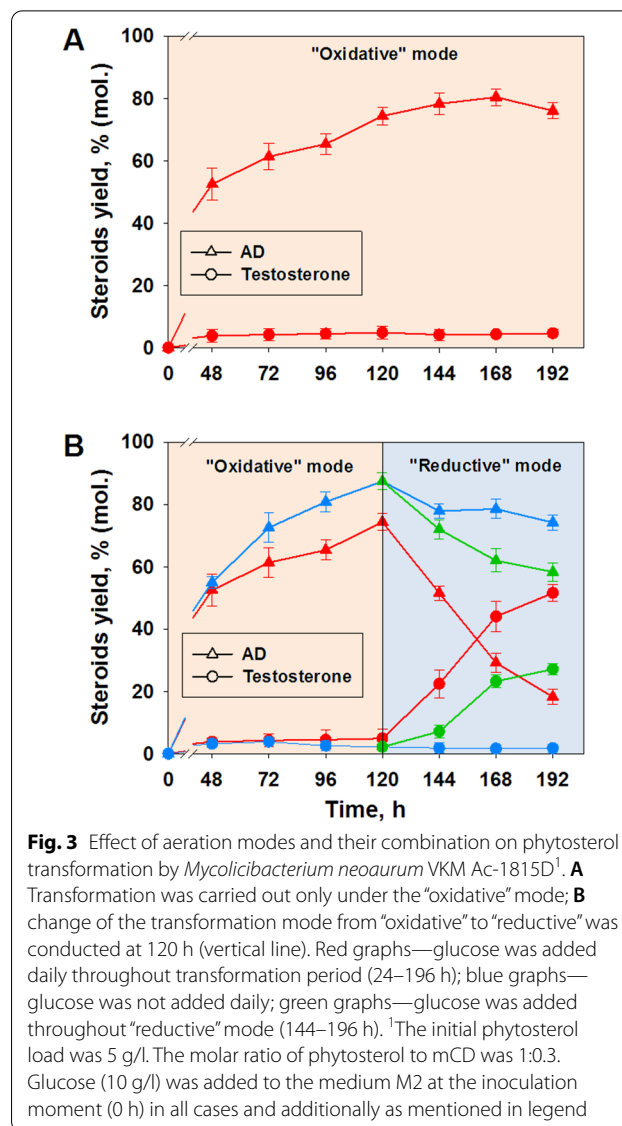 A
"Oxidative" mode
Steroids yield, % (mol.)
100
80
60
40
20
0
AD
Testosterone
0 48 72 96 120 144 168 192
B
"Oxidative" mode "Reductive" mode
Steroids yield, % (mol.)
100
80
60
40
20
0
AD
Testosterone
0 48 72 96 120 144 168 192
Time, h
Fig. 3 Effect of aeration modes and their combination on phytosterol
transformation by Mycolicibacterium neoaurum VKM Ac-1815D¹. A
Transformation was carried out only under the “oxidative” mode; B
change of the transformation mode from “oxidative” to “reductive” was
conducted at 120 h (vertical line). Red graphs—glucose was added
daily throughout transformation period (24–196 h); blue graphs—
glucose was not added daily; green graphs—glucose was added
throughout “reductive” mode (144–196 h). ¹The initial phytosterol
load was 5 g/l. The molar ratio of phytosterol to mCD was 1:0.3.
Glucose (10 g/l) was added to the medium M2 at the inoculation
moment (0 h) in all cases and additionally as mentioned in legend